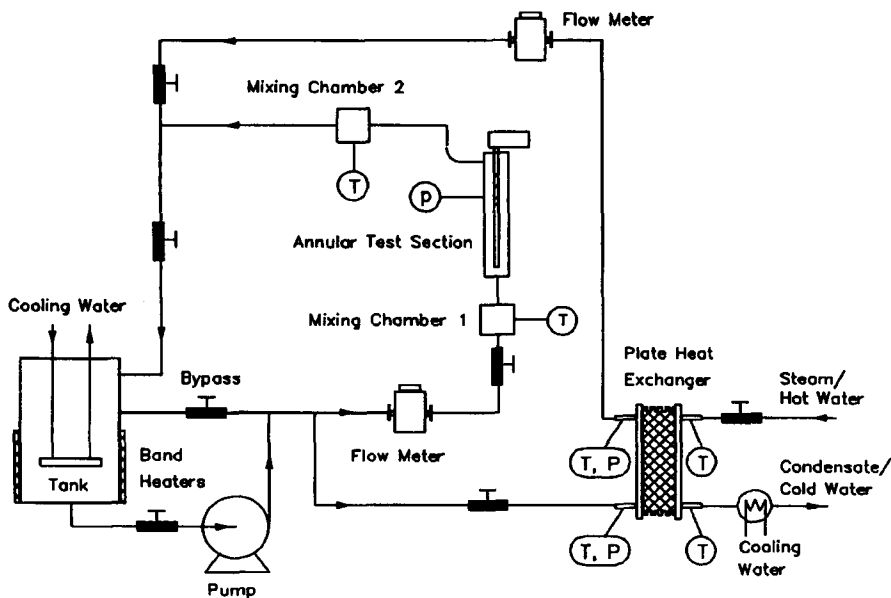 Flow Meter
Mixing Chamber 2
T
P
Annular Test Section
Cooling Water
Mixing Chamber 1
T
Plate Heat
Exchanger
Bypass
Steam/
Hot Water
Flow Meter
T, P
T
Band
Heaters
Tank
Condensate/
Cold Water
T, P
T
Cooling
Water
Pump